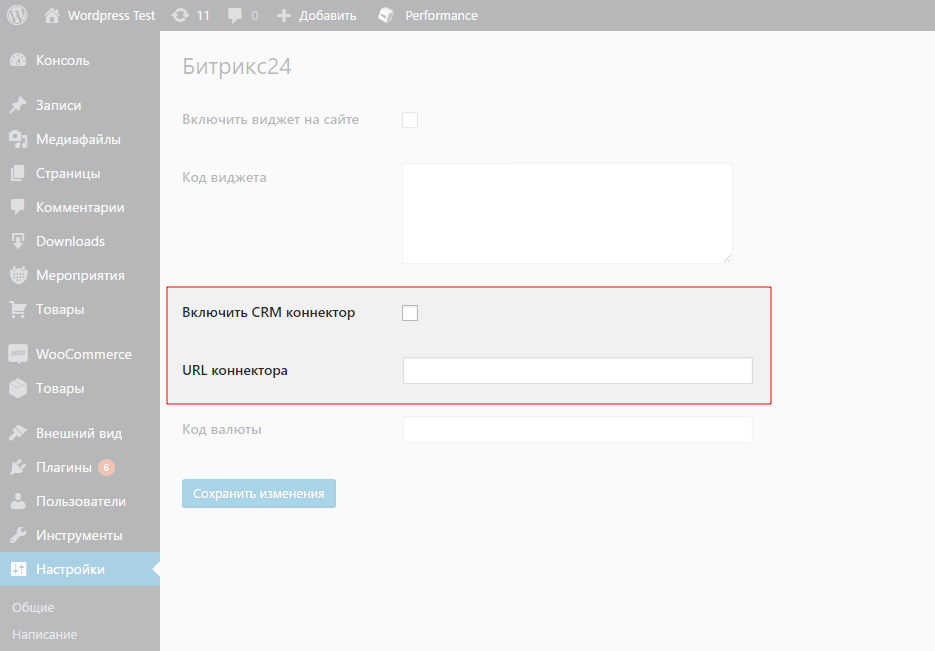 Wordpress Test 11 0 Добавить Performance
Консоль
Записи
Медиафайлы
Страницы
Комментарии
Downloads
Мероприятия
Товары
woo WooCommerce
Товары
Внешний вид
Плагины 6
Пользователи
Инструменты
Настройки
Общие
Написание
Битрикс24
Включить виджет на сайте
Код виджета
Включить CRM коннектор
URL коннектора
Код валюты
Сохранить изменения